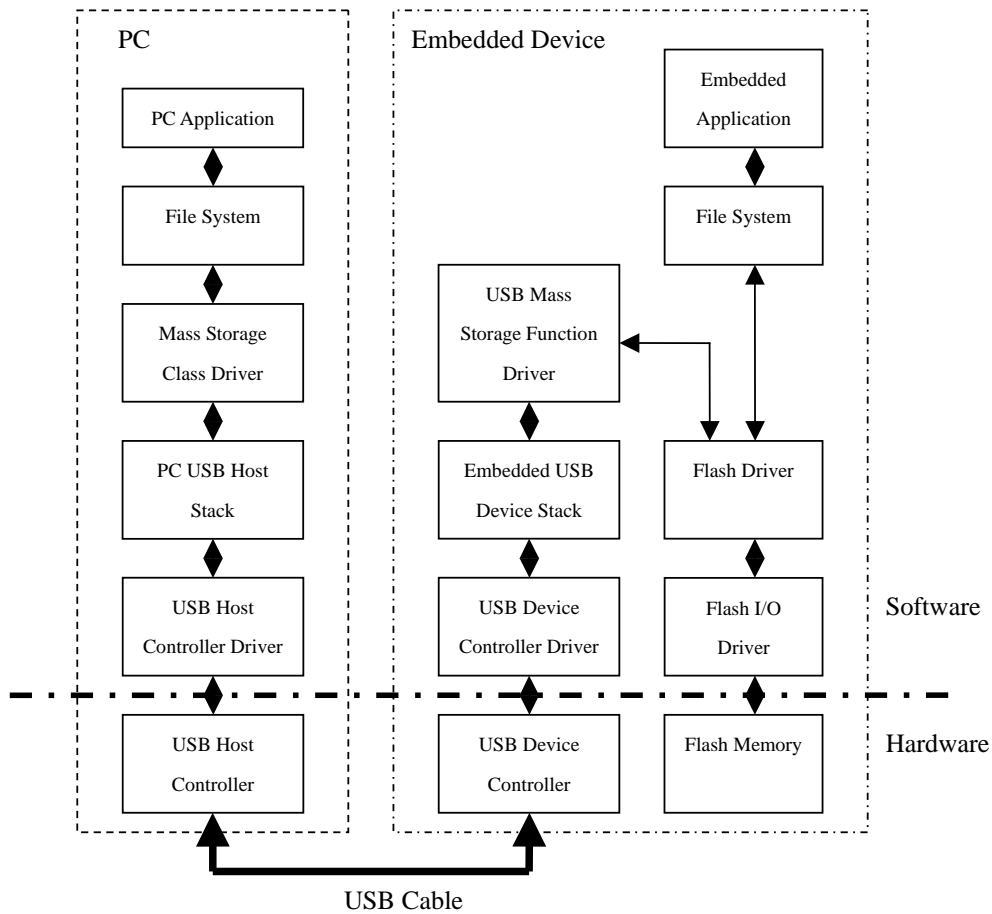 PC
PC Application
File System
Mass Storage
Class Driver
PC USB Host
Stack
USB Host
Controller Driver
USB Host
Controller
Embedded Device
Embedded
Application
File System
USB Mass
Storage Function
Driver
Embedded USB
Device Stack
Flash Driver
USB Device
Controller Driver
Flash I/O
Driver
Software
USB Device
Controller
Flash Memory
Hardware
USB Cable